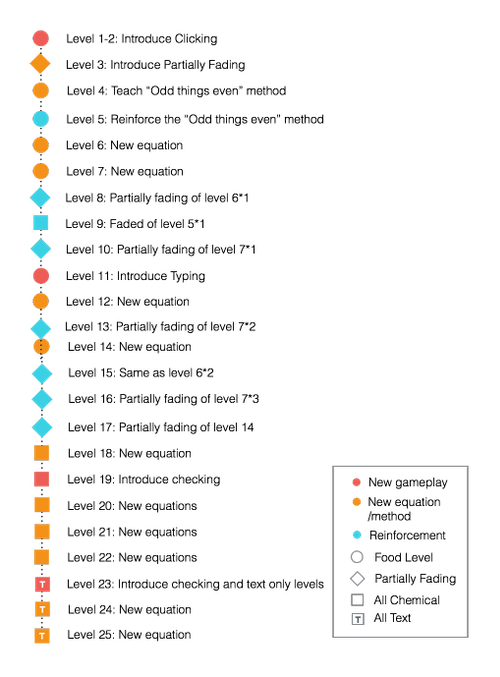 Level 1-2: Introduce Clicking
Level 3: Introduce Partially Fading
Level 4: Teach “Odd things even” method
Level 5: Reinforce the “Odd things even” method
Level 6: New equation
Level 7: New equation
Level 8: Partially fading of level 6*1
Level 9: Faded of level 5*1
Level 10: Partially fading of level 7*1
Level 11: Introduce Typing
Level 12: New equation
Level 13: Partially fading of level 7*2
Level 14: New equation
Level 15: Same as level 6*2
Level 16: Partially fading of level 7*3
Level 17: Partially fading of level 14
Level 18: New equation
Level 19: Introduce checking
Level 20: New equations
Level 21: New equations
Level 22: New equations
T Level 23: Introduce checking and text only levels
T Level 24: New equation
T Level 25: New equation
New gameplay
New equation
/method
Reinforcement
Food Level
Partially Fading
All Chemical
T All Text